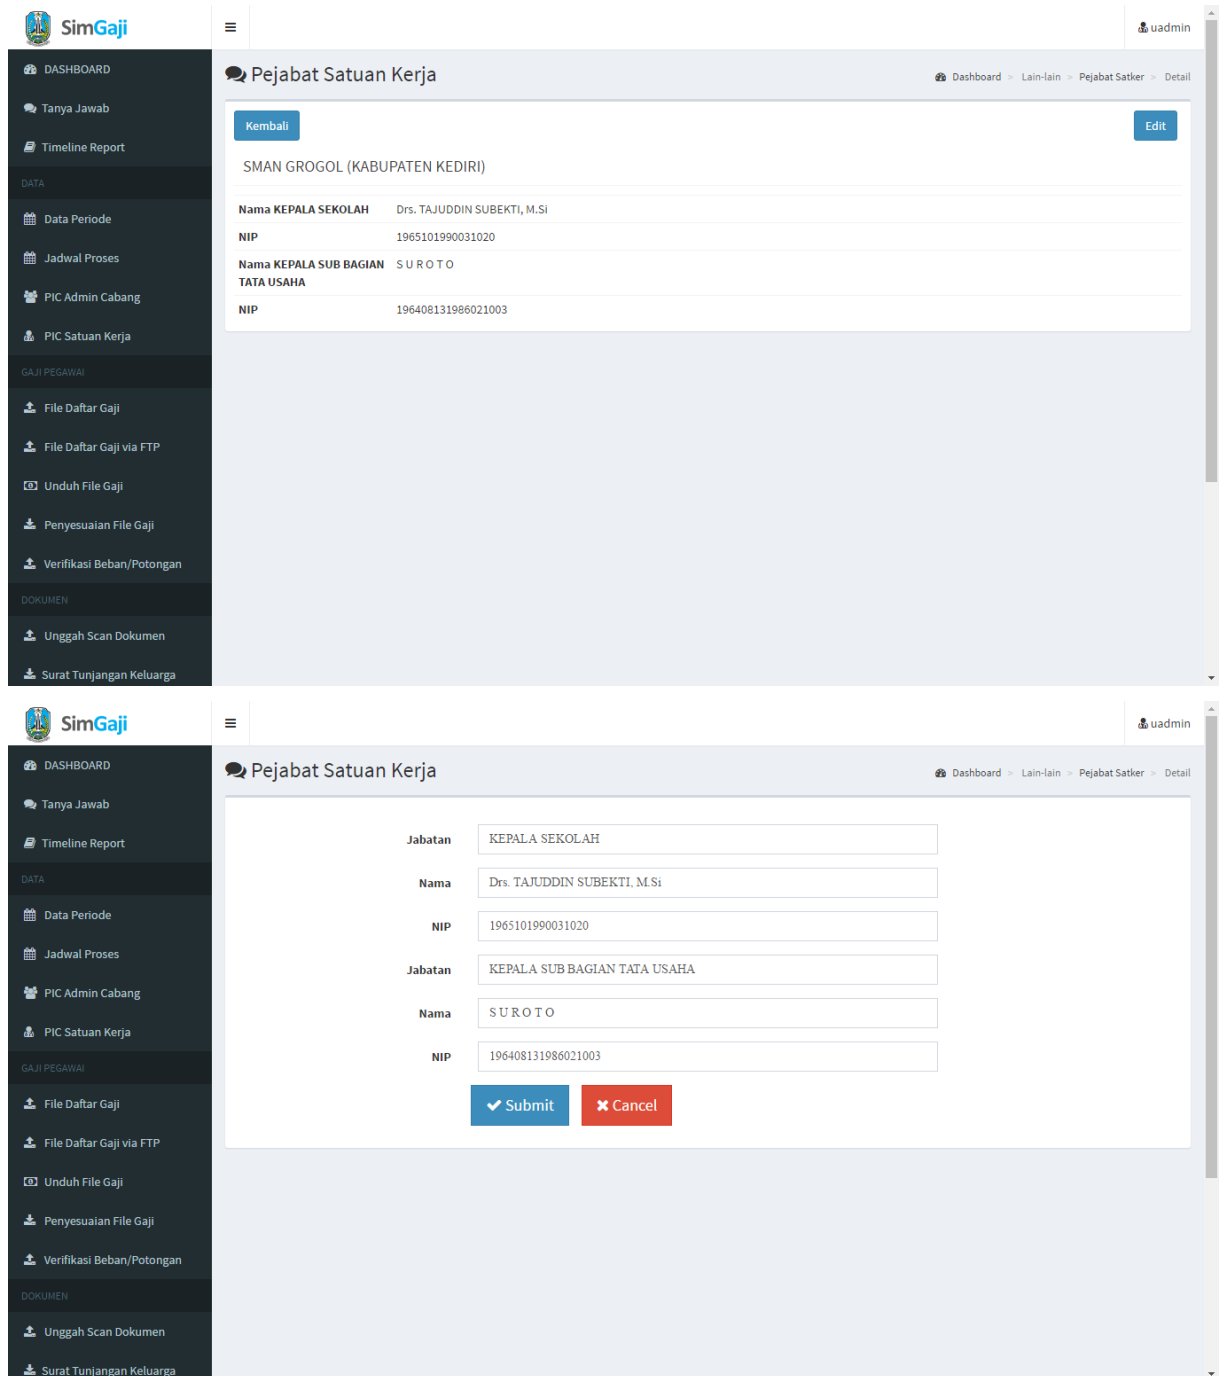 SimGaji
uadmin
DASHBOARD
Tanya Jawab
Timeline Report
DATA
Data Periode
Jadwal Proses
PIC Admin Cabang
PIC Satuan Kerja
GAJI PEGAWAI
File Daftar Gaji
File Daftar Gaji via FTP
Unduh File Gaji
Penyesuaian File Gaji
Verifikasi Beban/Potongan
DOKUMEN
Unggah Scan Dokumen
Surat Tunjangan Keluarga
Pejabat Satuan Kerja
Dashboard > Lain-lain > Pejabat Satker > Detail
Kembali
Edit
SMAN GROGOL (KABUPATEN KEDIRI)
Nama KEPALA SEKOLAH Drs. TAJUDDIN SUBEKTI, M.Si
NIP 1965101990031020
Nama KEPALA SUB BAGIAN S U R O T O
TATA USAHA
NIP 196408131986021003
SimGaji
uadmin
DASHBOARD
Tanya Jawab
Timeline Report
DATA
Data Periode
Jadwal Proses
PIC Admin Cabang
PIC Satuan Kerja
GAJI PEGAWAI
File Daftar Gaji
File Daftar Gaji via FTP
Unduh File Gaji
Penyesuaian File Gaji
Verifikasi Beban/Potongan
DOKUMEN
Unggah Scan Dokumen
Surat Tunjangan Keluarga
Pejabat Satuan Kerja
Dashboard > Lain-lain > Pejabat Satker > Detail
Jabatan KEPALA SEKOLAH
Nama Drs. TAJUDDIN SUBEKTI, M.Si
NIP 1965101990031020
Jabatan KEPALA SUB BAGIAN TATA USAHA
Nama S U R O T O
NIP 196408131986021003
Submit
Cancel